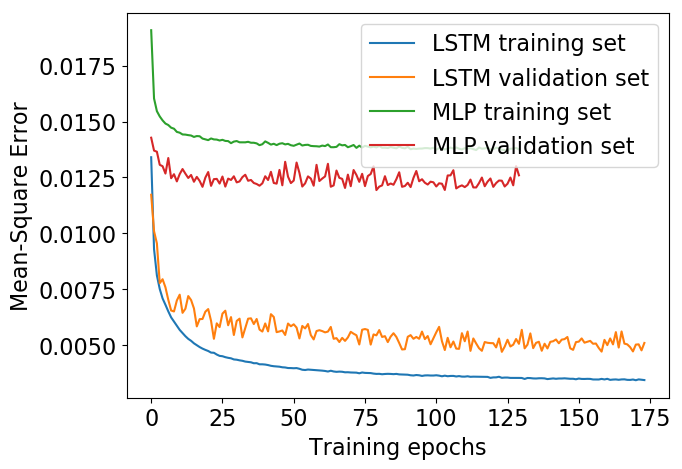 LSTM training set
LSTM validation set
MLP training set
MLP validation set
Mean-Square Error
0.0175
0.0150
0.0125
0.0100
0.0075
0.0050
0 25 50 75 100 125 150 175
Training epochs